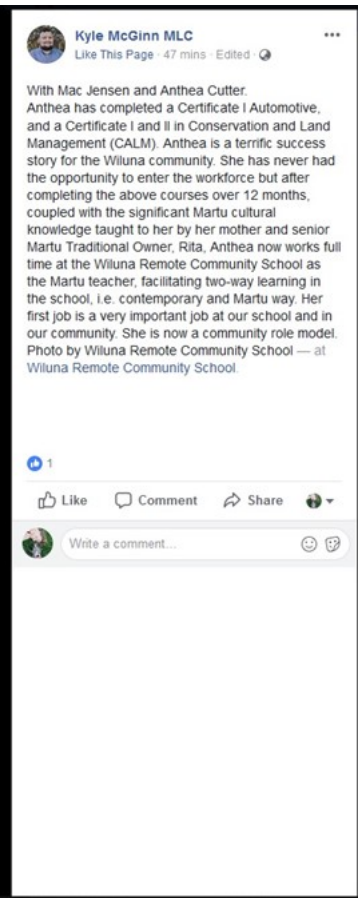 Kyle McGinn MLC
Like This Page · 47 mins · Edited ·
With Mac Jensen and Anthea Cutter.
Anthea has completed a Certificate I Automotive,
and a Certificate I and II in Conservation and Land
Management (CALM). Anthea is a terrific success
story for the Wiluna community. She has never had
the opportunity to enter the workforce but after
completing the above courses over 12 months,
coupled with the significant Martu cultural
knowledge taught to her by her mother and senior
Martu Traditional Owner, Rita, Anthea now works full
time at the Wiluna Remote Community School as
the Martu teacher, facilitating two-way learning in
the school, i.e. contemporary and Martu way. Her
first job is a very important job at our school and in
our community. She is now a community role model.
Photo by Wiluna Remote Community School — at
Wiluna Remote Community School.
1
Like Comment Share
Write a comment...